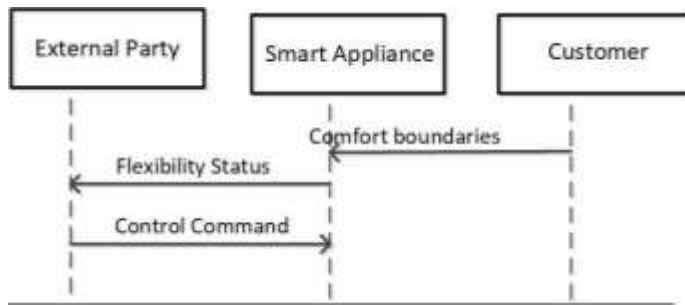 External Party
Smart Appliance
Customer
Comfort boundaries
Flexibility Status
Control Command